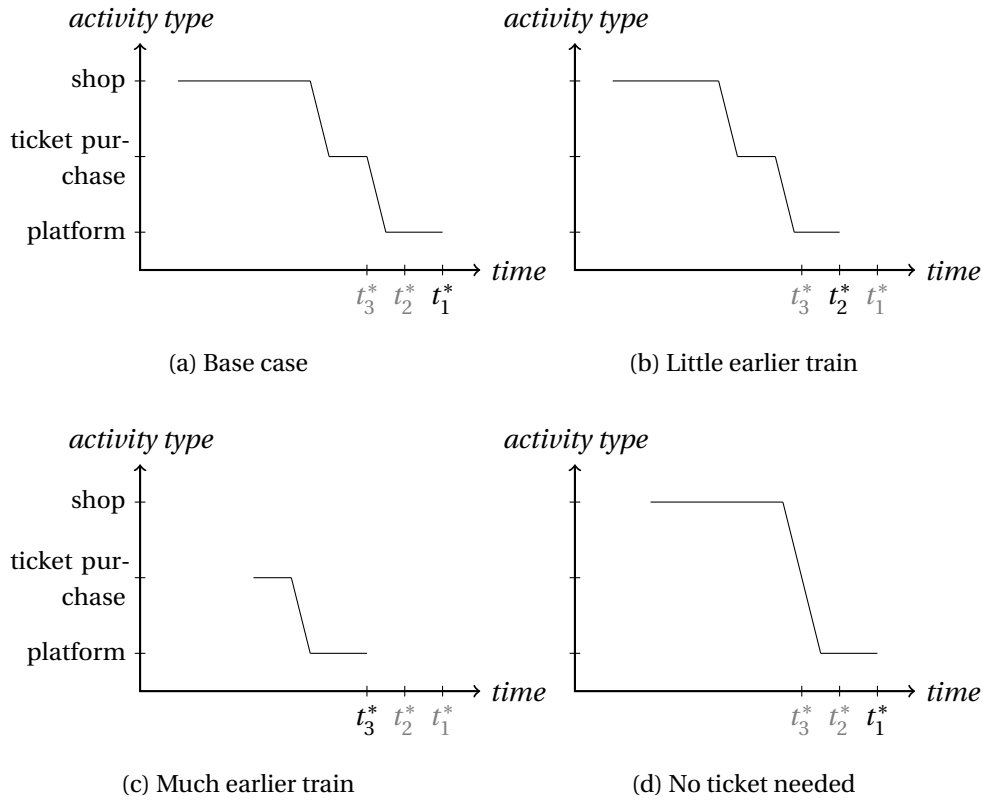 activity type
shop
ticket pur-
chase
platform
time
t₃* t₂* t₁*
(a) Base case
activity type
time
t₃* t₂* t₁*
(b) Little earlier train
activity type
shop
ticket pur-
chase
platform
time
t₃* t₂* t₁*
(c) Much earlier train
activity type
time
t₃* t₂* t₁*
(d) No ticket needed